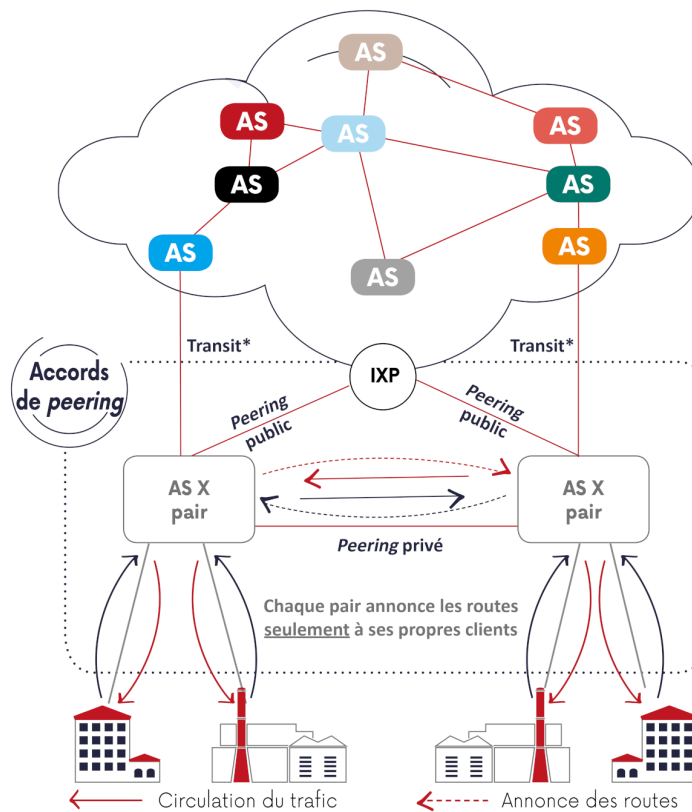 AS
AS
AS
AS
AS
AS
AS
AS
AS
Transit*
Transit*
Accords
de peering
IXP
Peering
public
Peering
public
AS X
pair
AS X
pair
Peering privé
Chaque pair annonce les routes
seulement à ses propres clients
Circulation du trafic
Annonce des routes